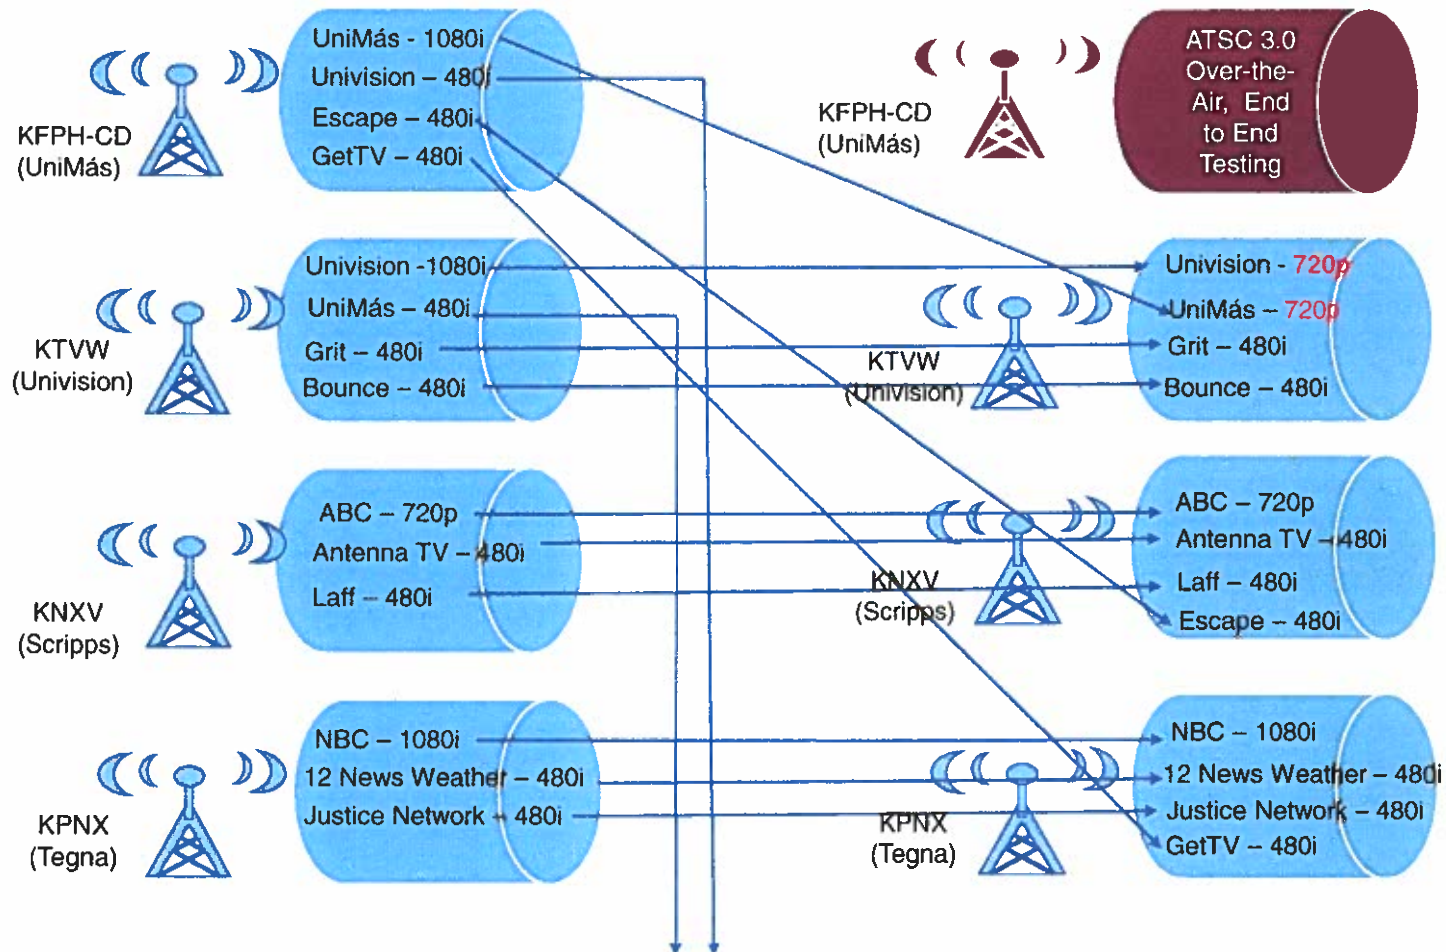 UniMás - 1080i
Univision – 480i
Escape – 480i
GetTV – 480i
KFPH-CD
(UniMás)
KFPH-CD
(UniMás)
ATSC 3.0
Over-the-
Air, End
to End
Testing
Univision -1080i
UniMás – 480i
Grit – 480i
Bounce – 480i
KTVW
(Univision)
KTVW
(Univision)
Univision - 720p
UniMás – 720p
Grit – 480i
Bounce – 480i
ABC – 720p
Antenna TV – 480i
Laff – 480i
KNXV
(Scripps)
KNXV
(Scripps)
ABC – 720p
Antenna TV – 480i
Laff – 480i
Escape – 480i
NBC – 1080i
12 News Weather – 480i
Justice Network – 480i
KPNX
(Tegna)
KPNX
(Tegna)
NBC – 1080i
12 News Weather – 480i
Justice Network – 480i
GetTV – 480i